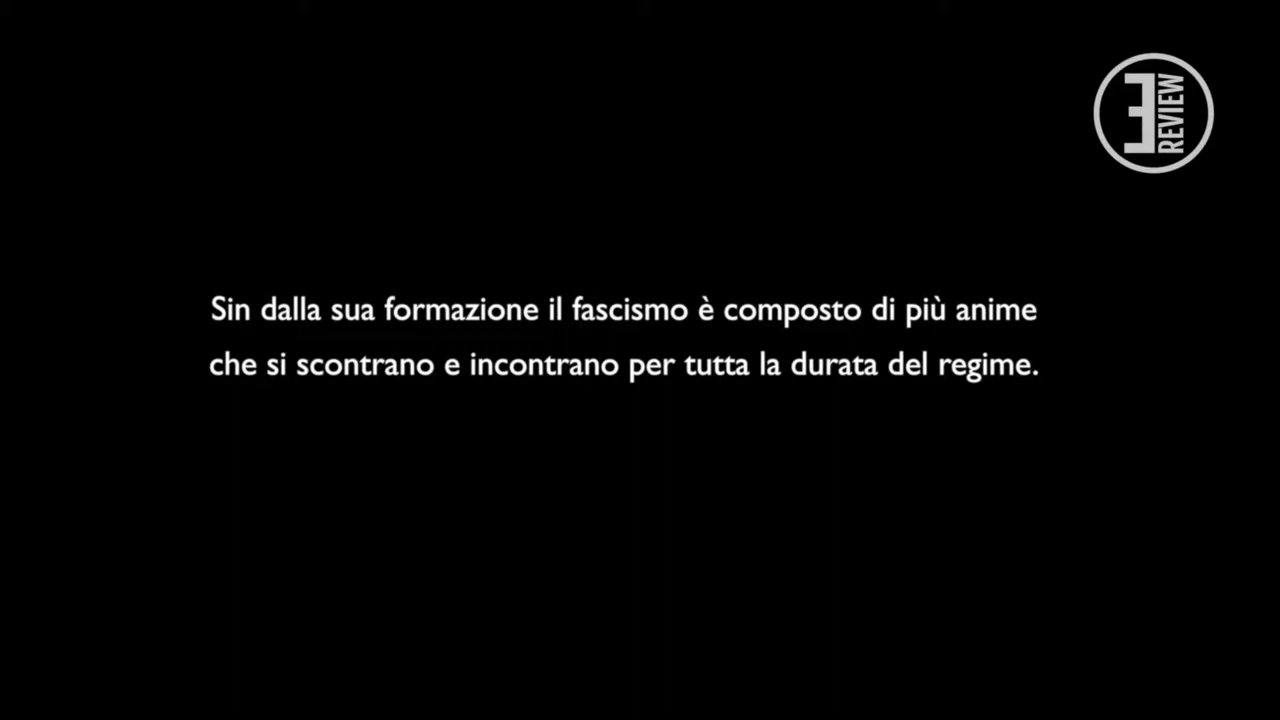 E REVIEW
Sin dalla sua formazione il fascismo è composto di più anime
che si scontrano e incontrano per tutta la durata del regime.